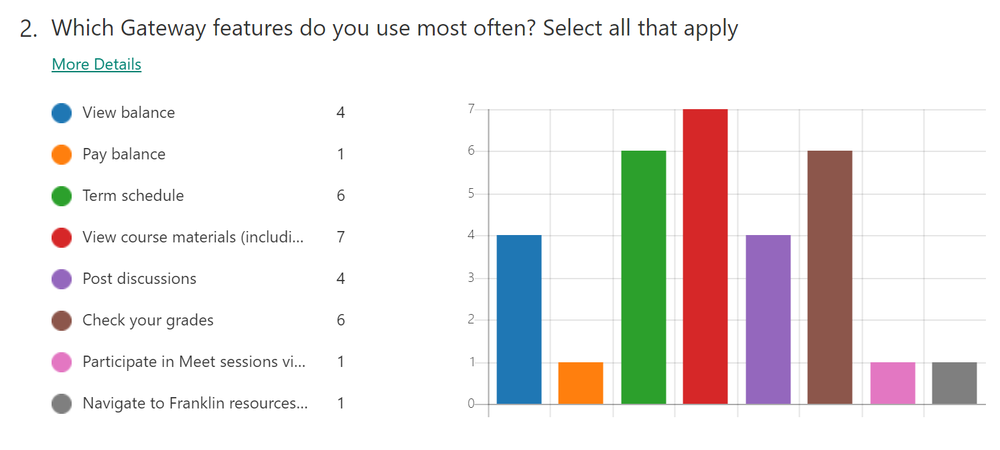 2. Which Gateway features do you use most often? Select all that apply
More Details
View balance 4
Pay balance 1
Term schedule 6
View course materials (includi... 7
Post discussions 4
Check your grades 6
Participate in Meet sessions vi... 1
Navigate to Franklin resources... 1
7
6
5
4
3
2
1
0